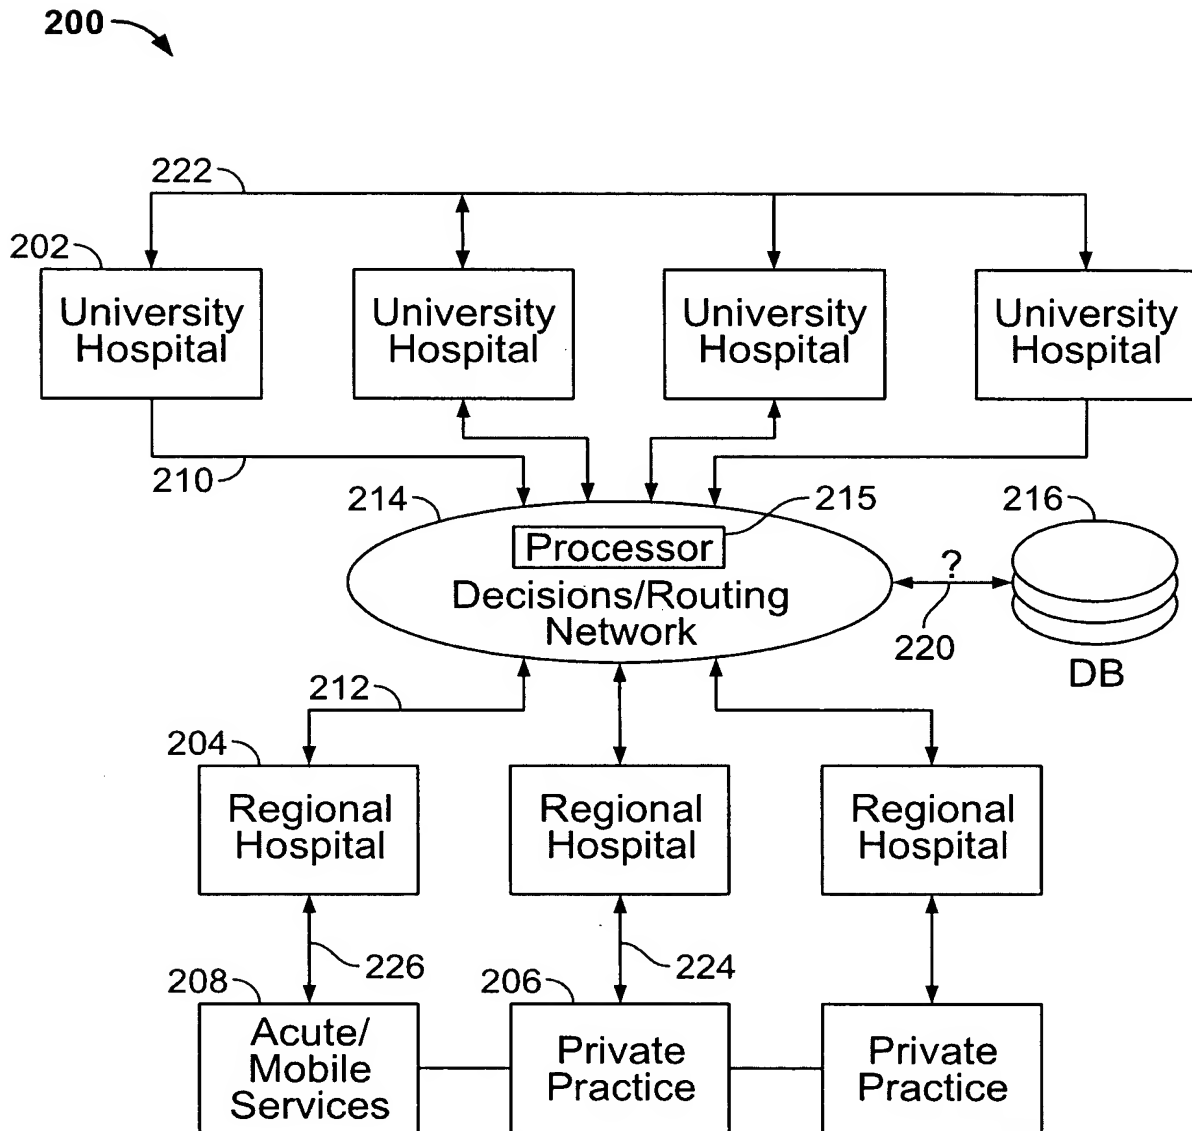 200
222
202
University
Hospital
University
Hospital
University
Hospital
University
Hospital
210
214
215
216
Processor
Decisions/Routing
Network
?
220
DB
212
204
Regional
Hospital
Regional
Hospital
Regional
Hospital
226
224
208
206
Acute/
Mobile
Services
Private
Practice
Private
Practice